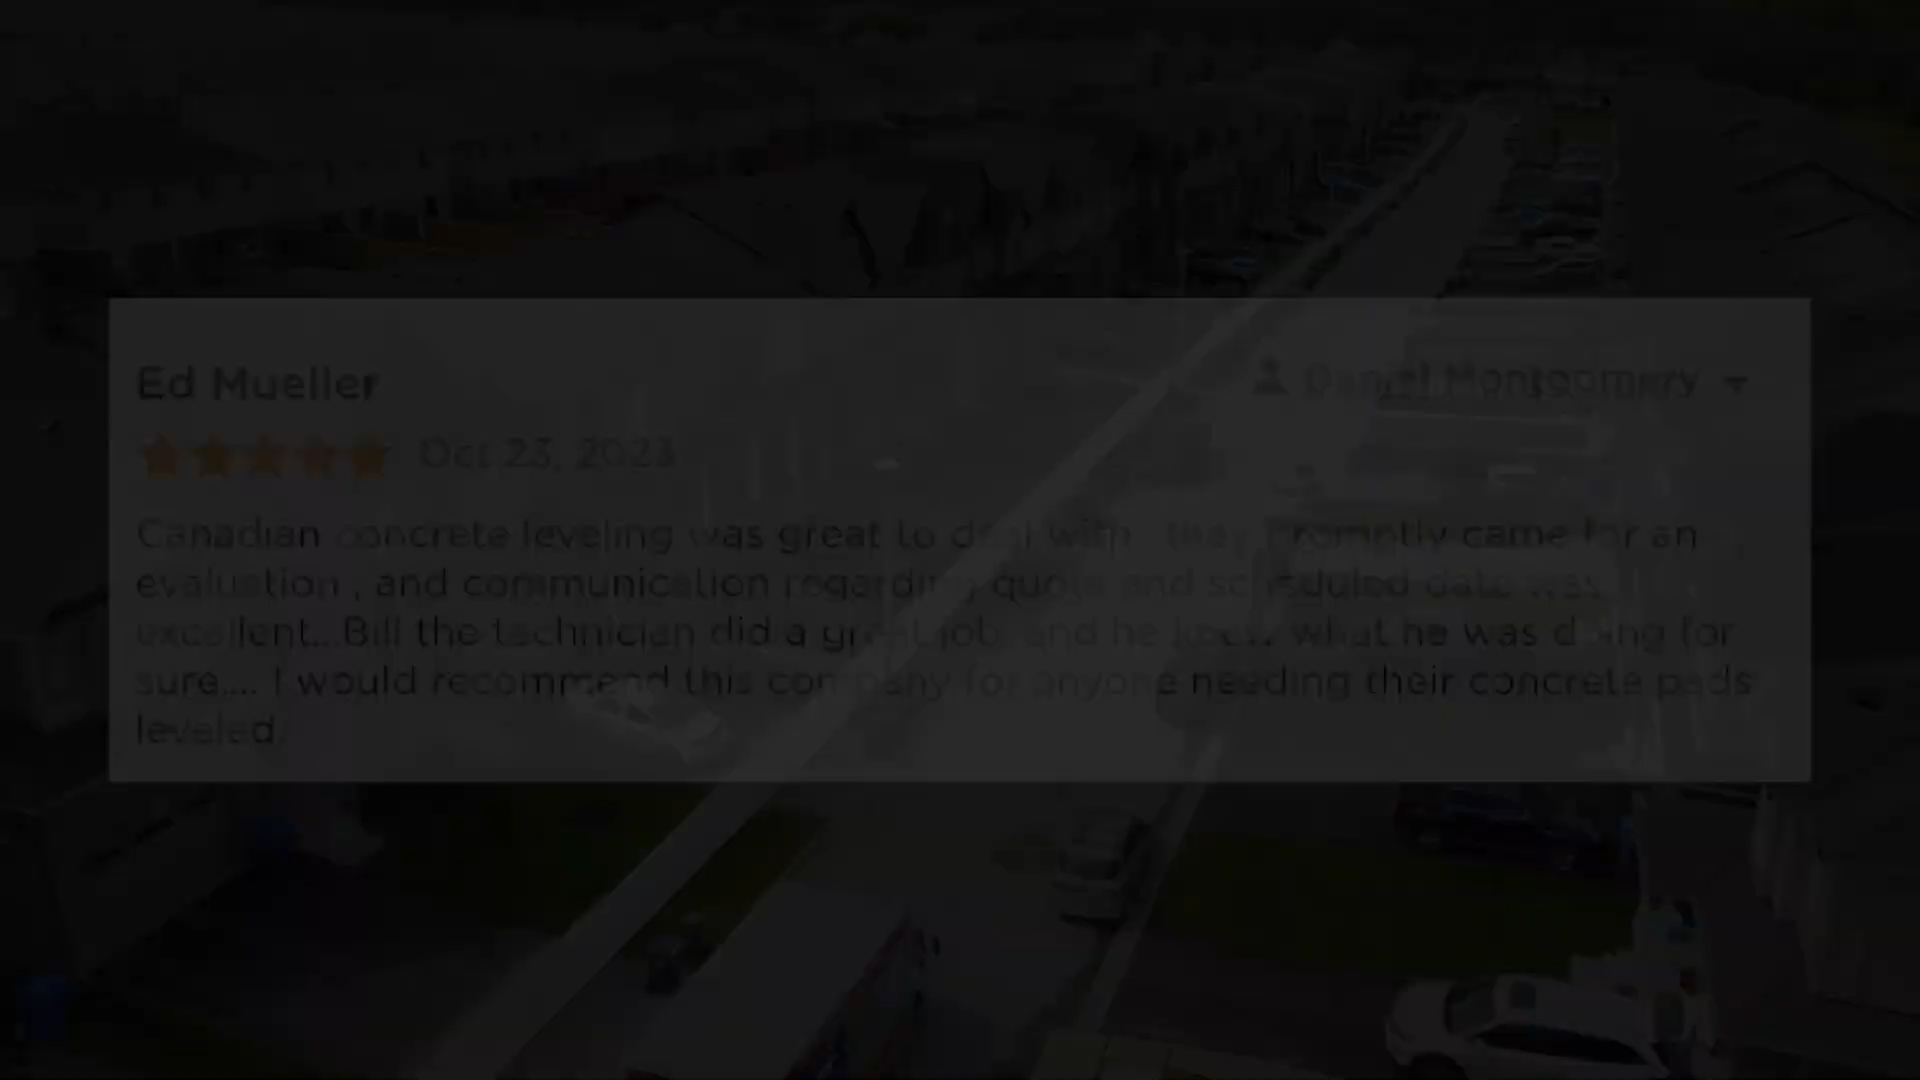 Ed Mueller
Daniel Montgomery
Oct 23, 2023
Canadian concrete leveling was great to deal with they Promptly came for an
evaluation , and communication regarding quote and scheduled date was
excellent.. Bill the technician did a great job and he knew what he was doing for
sure.... I would recommend this company for anyone needing their concrete pads
leveled.